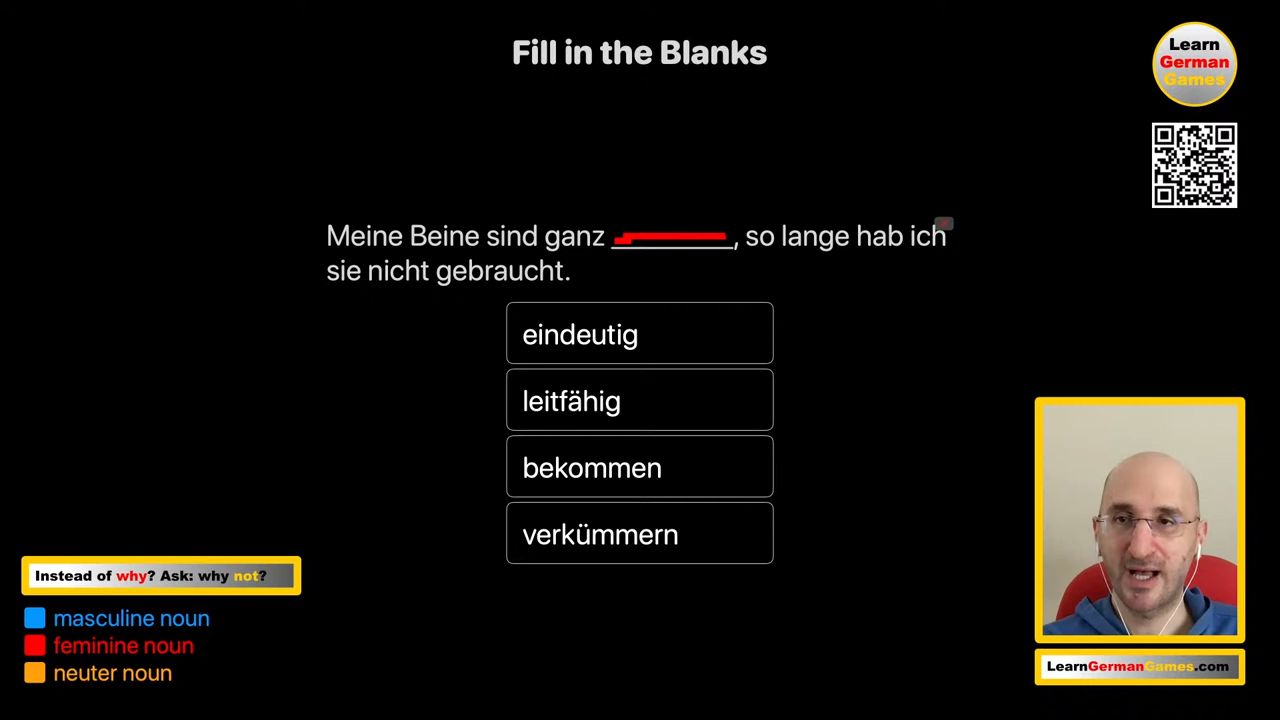 Fill in the Blanks
Learn
German
Games
Meine Beine sind ganz ________, so lange hab ich
sie nicht gebraucht.
eindeutig
leitfähig
bekommen
verkümmern
Instead of why? Ask: why not?
masculine noun
feminine noun
neuter noun
LearnGermanGames.com